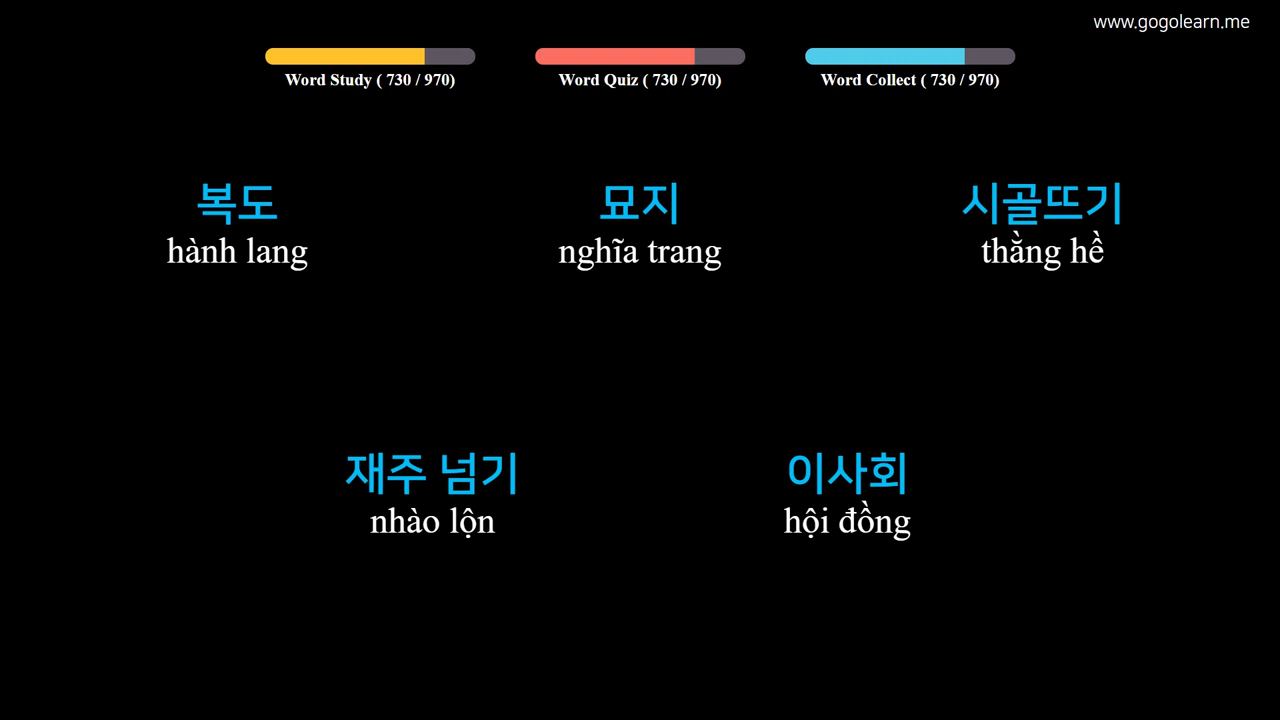 www.gogolearn.me
Word Study ( 730 / 970)
Word Quiz ( 730 / 970)
Word Collect ( 730 / 970)
복도
hành lang
묘지
nghĩa trang
시골뜨기
thằng hề
재주 넘기
nhào lộn
이사회
hội đồng